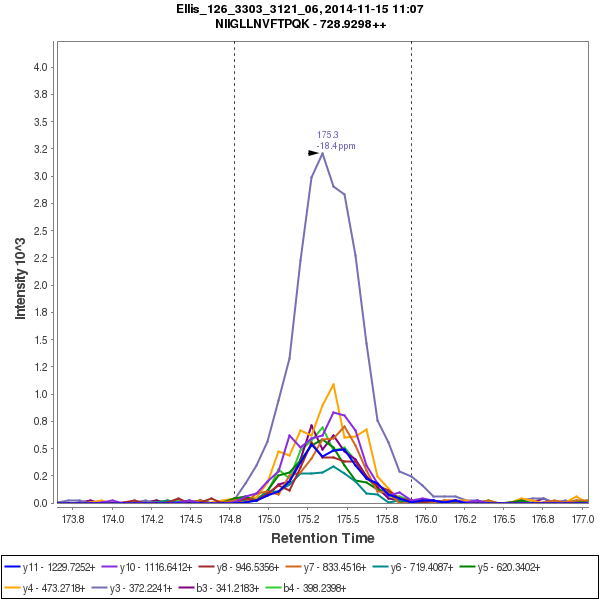 Ellis_126_3303_3121_06, 2014-11-15 11:07
NIIGLLNVFTPQK - 728.9298++
175.3
-18.4 ppm
Intensity 10^3
4.0
3.8
3.5
3.2
3.0
2.8
2.5
2.2
2.0
1.8
1.5
1.2
1.0
0.8
0.5
0.2
0.0
173.8 174.0 174.2 174.5 174.8 175.0 175.2 175.5 175.8 176.0 176.2 176.5 176.8 177.0
Retention Time
y11 - 1229.7252+ y10 - 1116.6412+ y8 - 946.5356+ y7 - 833.4516+ y6 - 719.4087+ y5 - 620.3402+
y4 - 473.2718+ y3 - 372.2241+ b3 - 341.2183+ b4 - 398.2398+